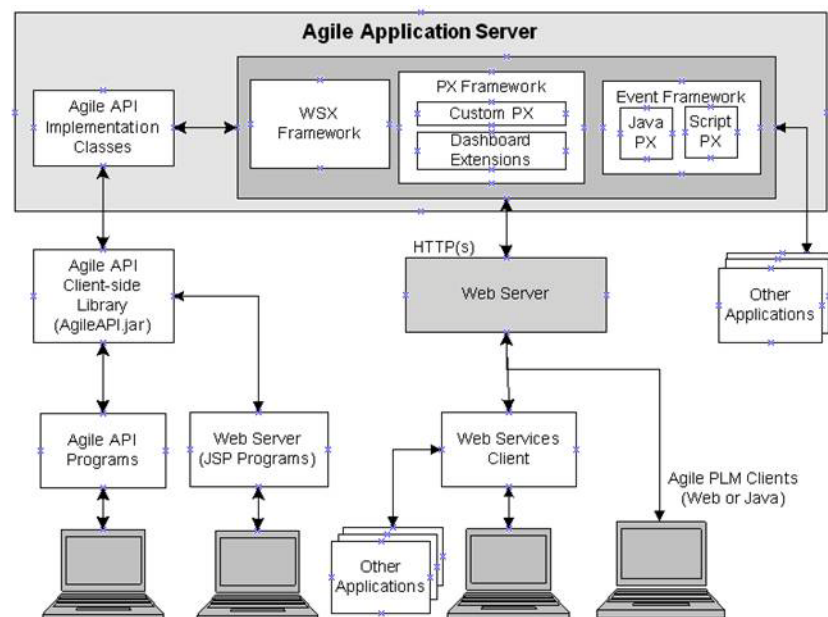 Agile Application Server
Agile API
Implementation
Classes
WSX
Framework
PX Framework
Custom PX
Dashboard
Extensions
Event Framework
Java
PX
Script
PX
HTTP(s)
Agile API
Client-side
Library
(AgileAPI.jar)
Web Server
Other
Applications
Agile API
Programs
Web Server
(JSP Programs)
Web Services
Client
Agile PLM Clients
(Web or Java)
Other
Applications